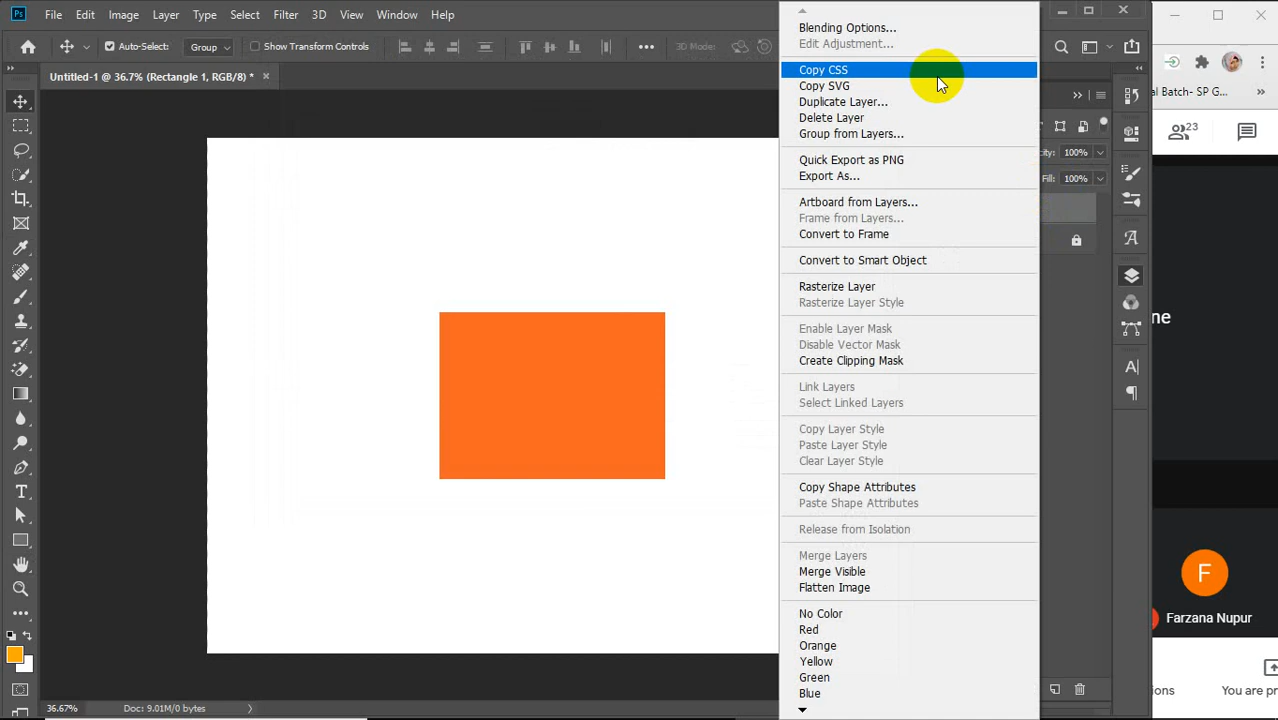 Ps File Edit Image Layer Type Select Filter 3D View Window Help
Auto-Select: Group Show Transform Controls 3D Mode:
Untitled-1 @ 36.7% (Rectangle 1, RGB/8) *
Blending Options...
Edit Adjustment...
Copy CSS
Copy SVG
Duplicate Layer...
Delete Layer
Group from Layers...
Quick Export as PNG
Export As...
Artboard from Layers...
Frame from Layers...
Convert to Frame
Convert to Smart Object
Rasterize Layer
Rasterize Layer Style
Enable Layer Mask
Disable Vector Mask
Create Clipping Mask
Link Layers
Select Linked Layers
Copy Layer Style
Paste Layer Style
Clear Layer Style
Copy Shape Attributes
Paste Shape Attributes
Release from Isolation
Merge Layers
Merge Visible
Flatten Image
No Color
Red
Orange
Yellow
Green
Blue
city: 100%
Fill: 100%
al Batch- SP G...
23
ne
F
Farzana Nupur
ions You are pr
36.67% Doc: 9.01M/0 bytes